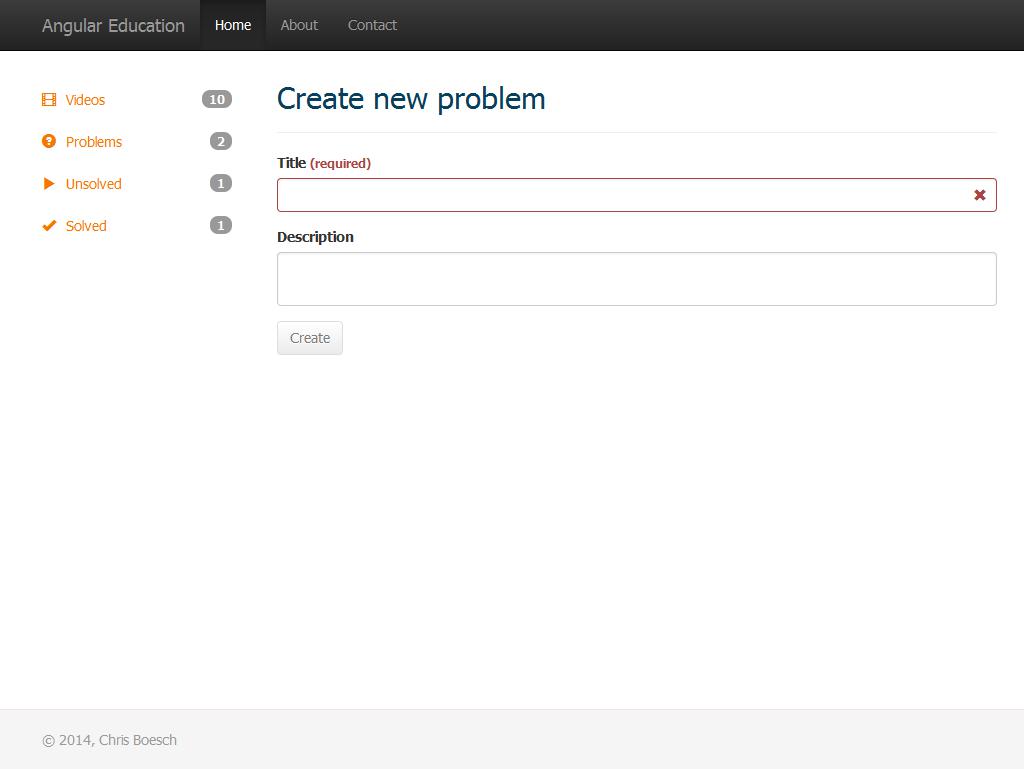 Angular Education Home About Contact
Videos 10
Problems 2
Unsolved 1
Solved 1
Create new problem
Title (required)
Description
Create
© 2014, Chris Boesch